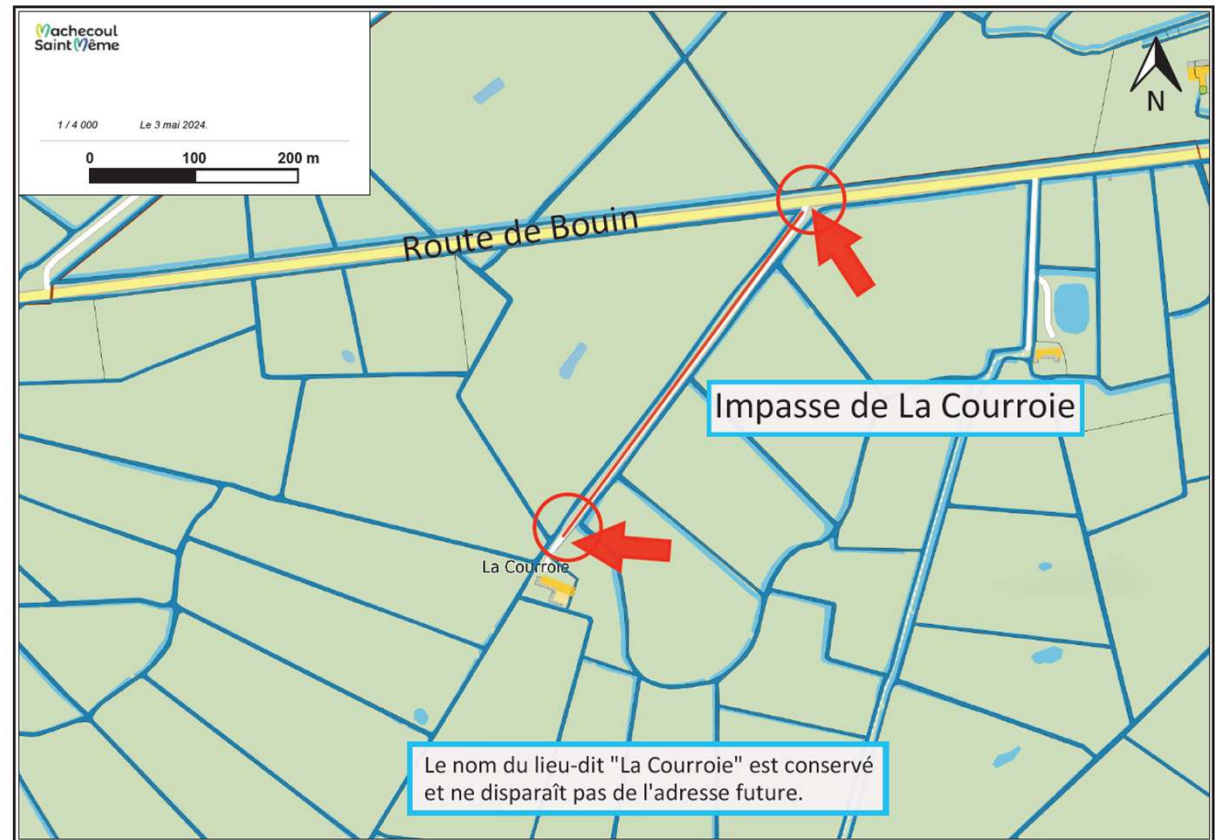 Machecoul
Saint Même
1 / 4 000 Le 3 mai 2024.
0 100 200 m
N
Route de Bouin
Impasse de La Courroie
La Courroie
Le nom du lieu-dit "La Courroie" est conservé
et ne disparaît pas de l'adresse future.